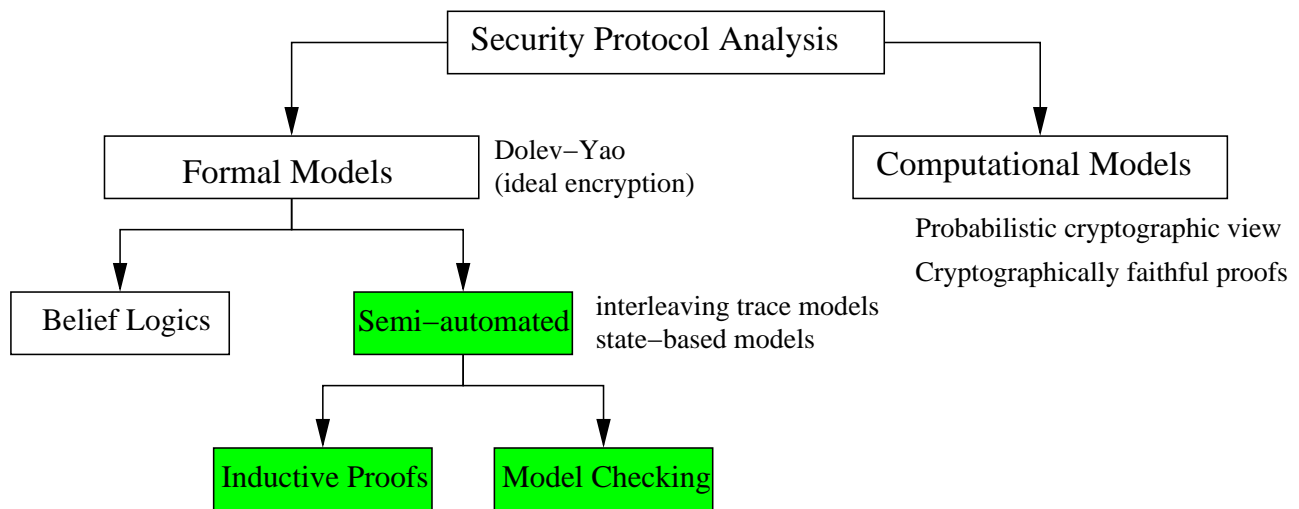 Security Protocol Analysis
Formal Models
Dolev−Yao
(ideal encryption)
Computational Models
Probabilistic cryptographic view
Cryptographically faithful proofs
Belief Logics
Semi−automated
interleaving trace models
state−based models
Inductive Proofs
Model Checking